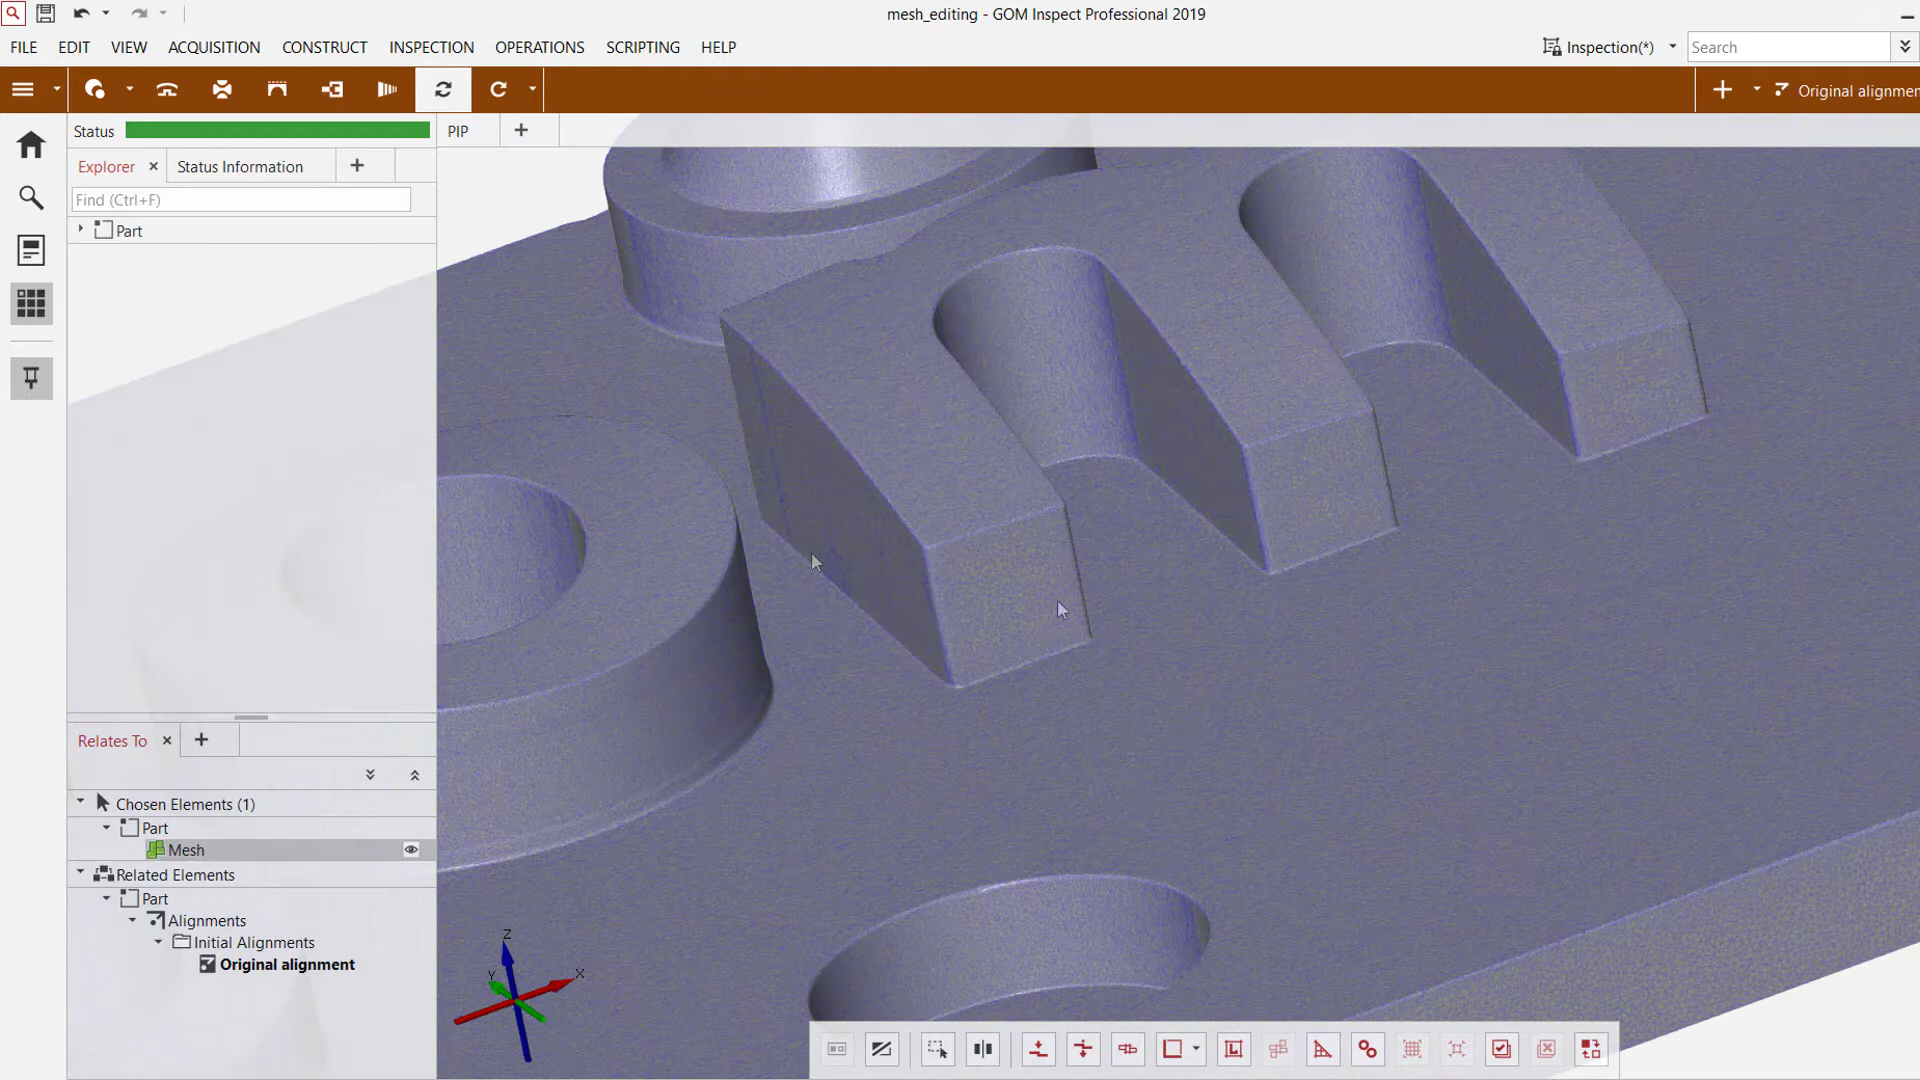 mesh_editing - GOM Inspect Professional 2019
FILE EDIT VIEW ACQUISITION CONSTRUCT INSPECTION OPERATIONS SCRIPTING HELP
Inspection(*)
Search
Original alignmen
Status
PIP
Explorer
Status Information
Find (Ctrl+F)
Part
Relates To
Chosen Elements (1)
Part
Mesh
Related Elements
Part
Alignments
Initial Alignments
Original alignment
Z
Y
X